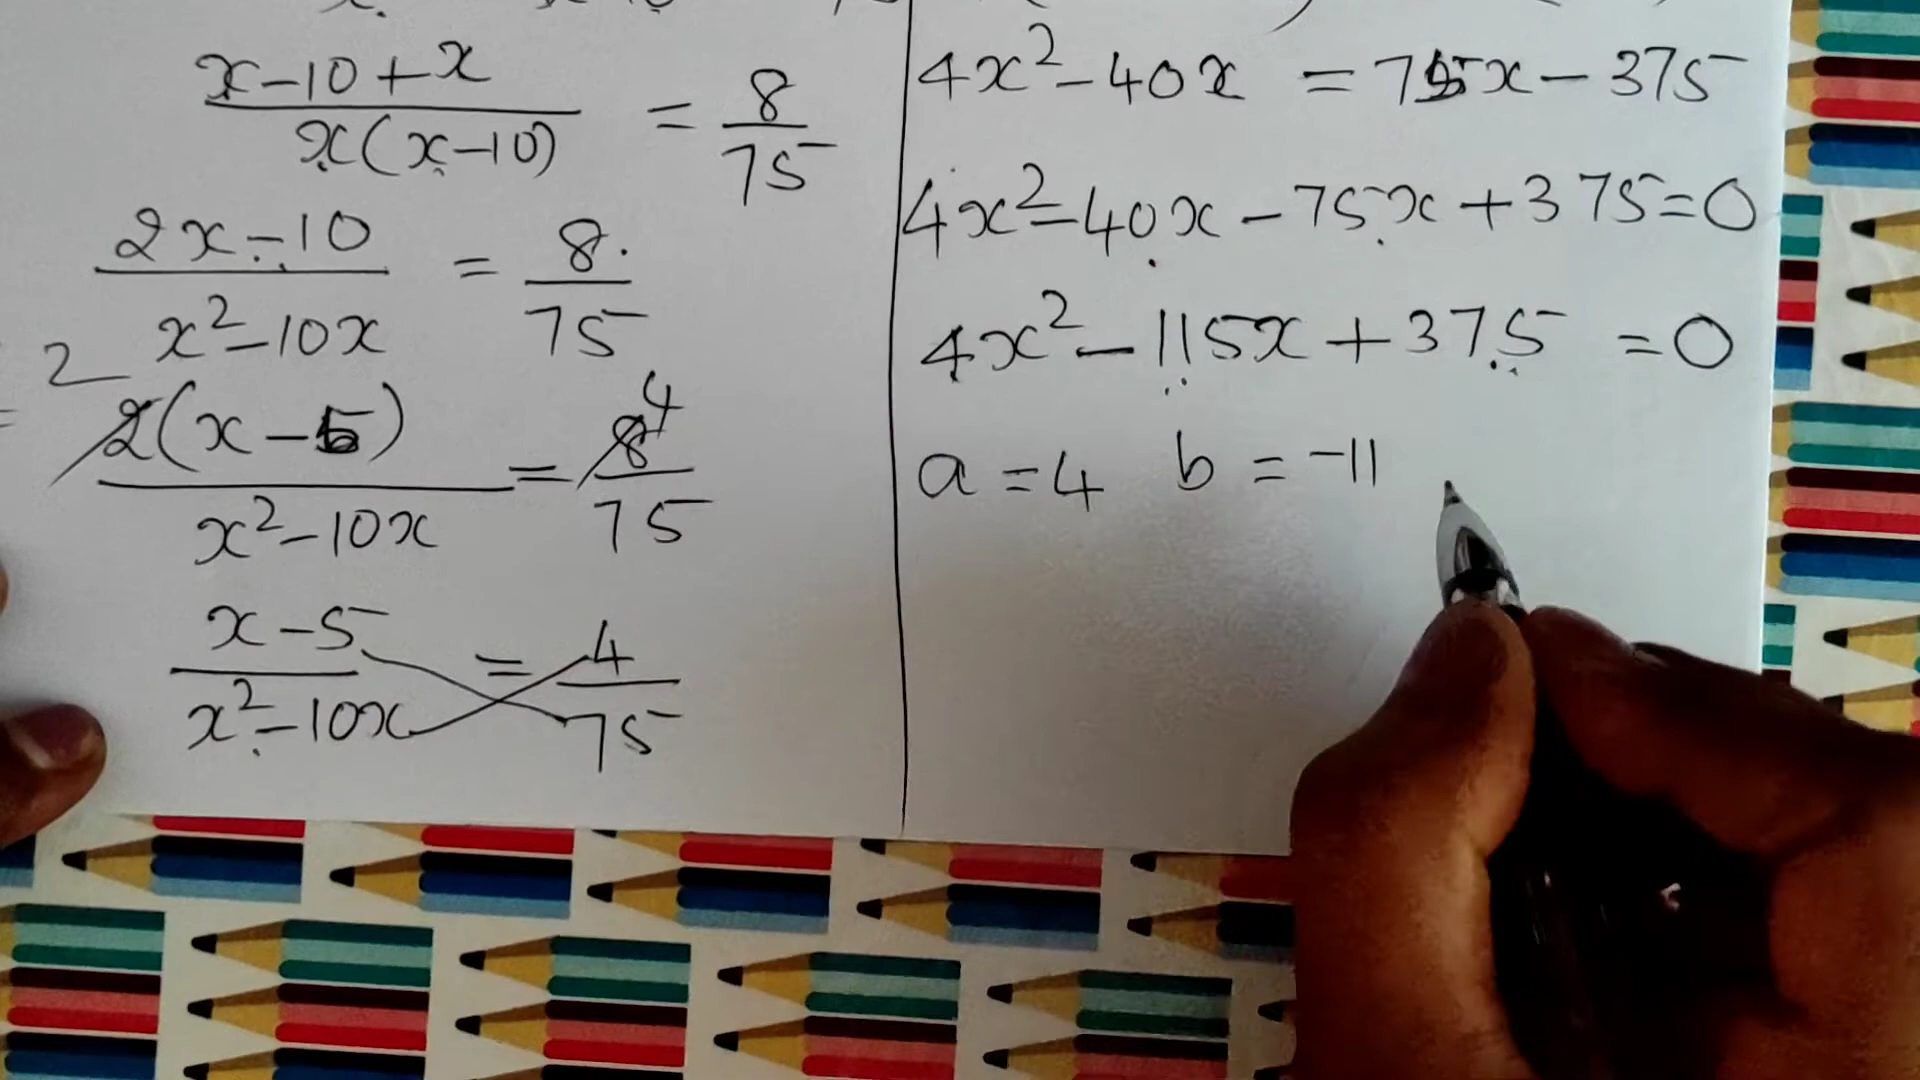 x-10+x / x(x-10) = 8/75
2x-10 / x²-10x = 8/75
2
2(x-5) / x²-10x = 8 4 / 75
x-5 / x²-10x = 4/75
4x²-40x = 75x-375
4x²-40x-75x+375=0
4x²-115x+375=0
a=4 b=-11